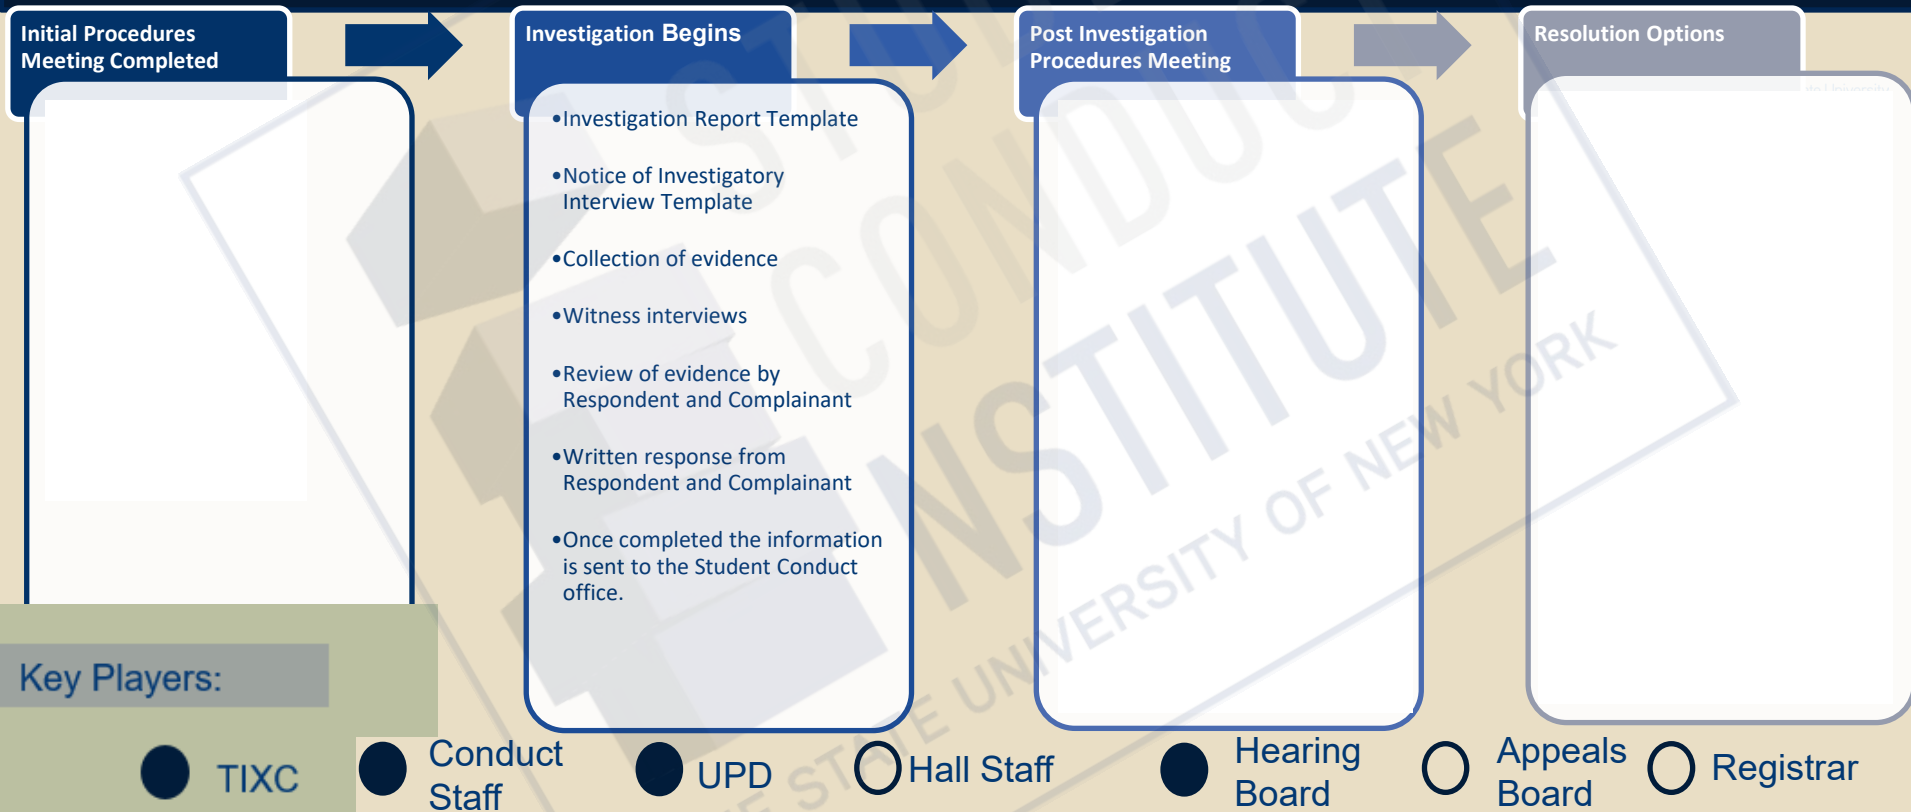 Initial Procedures
Meeting Completed
Investigation Begins
Post Investigation
Procedures Meeting
Resolution Options
•Investigation Report Template
•Notice of Investigatory
Interview Template
•Collection of evidence
•Witness interviews
•Review of evidence by
Respondent and Complainant
•Written response from
Respondent and Complainant
•Once completed the information
is sent to the Student Conduct
office.
Key Players:
TIXC
Conduct
Staff
UPD
Hall Staff
Hearing
Board
Appeals
Board
Registrar
CONDUCT
INSTITUTE
STATE UNIVERSITY OF NEW YORK